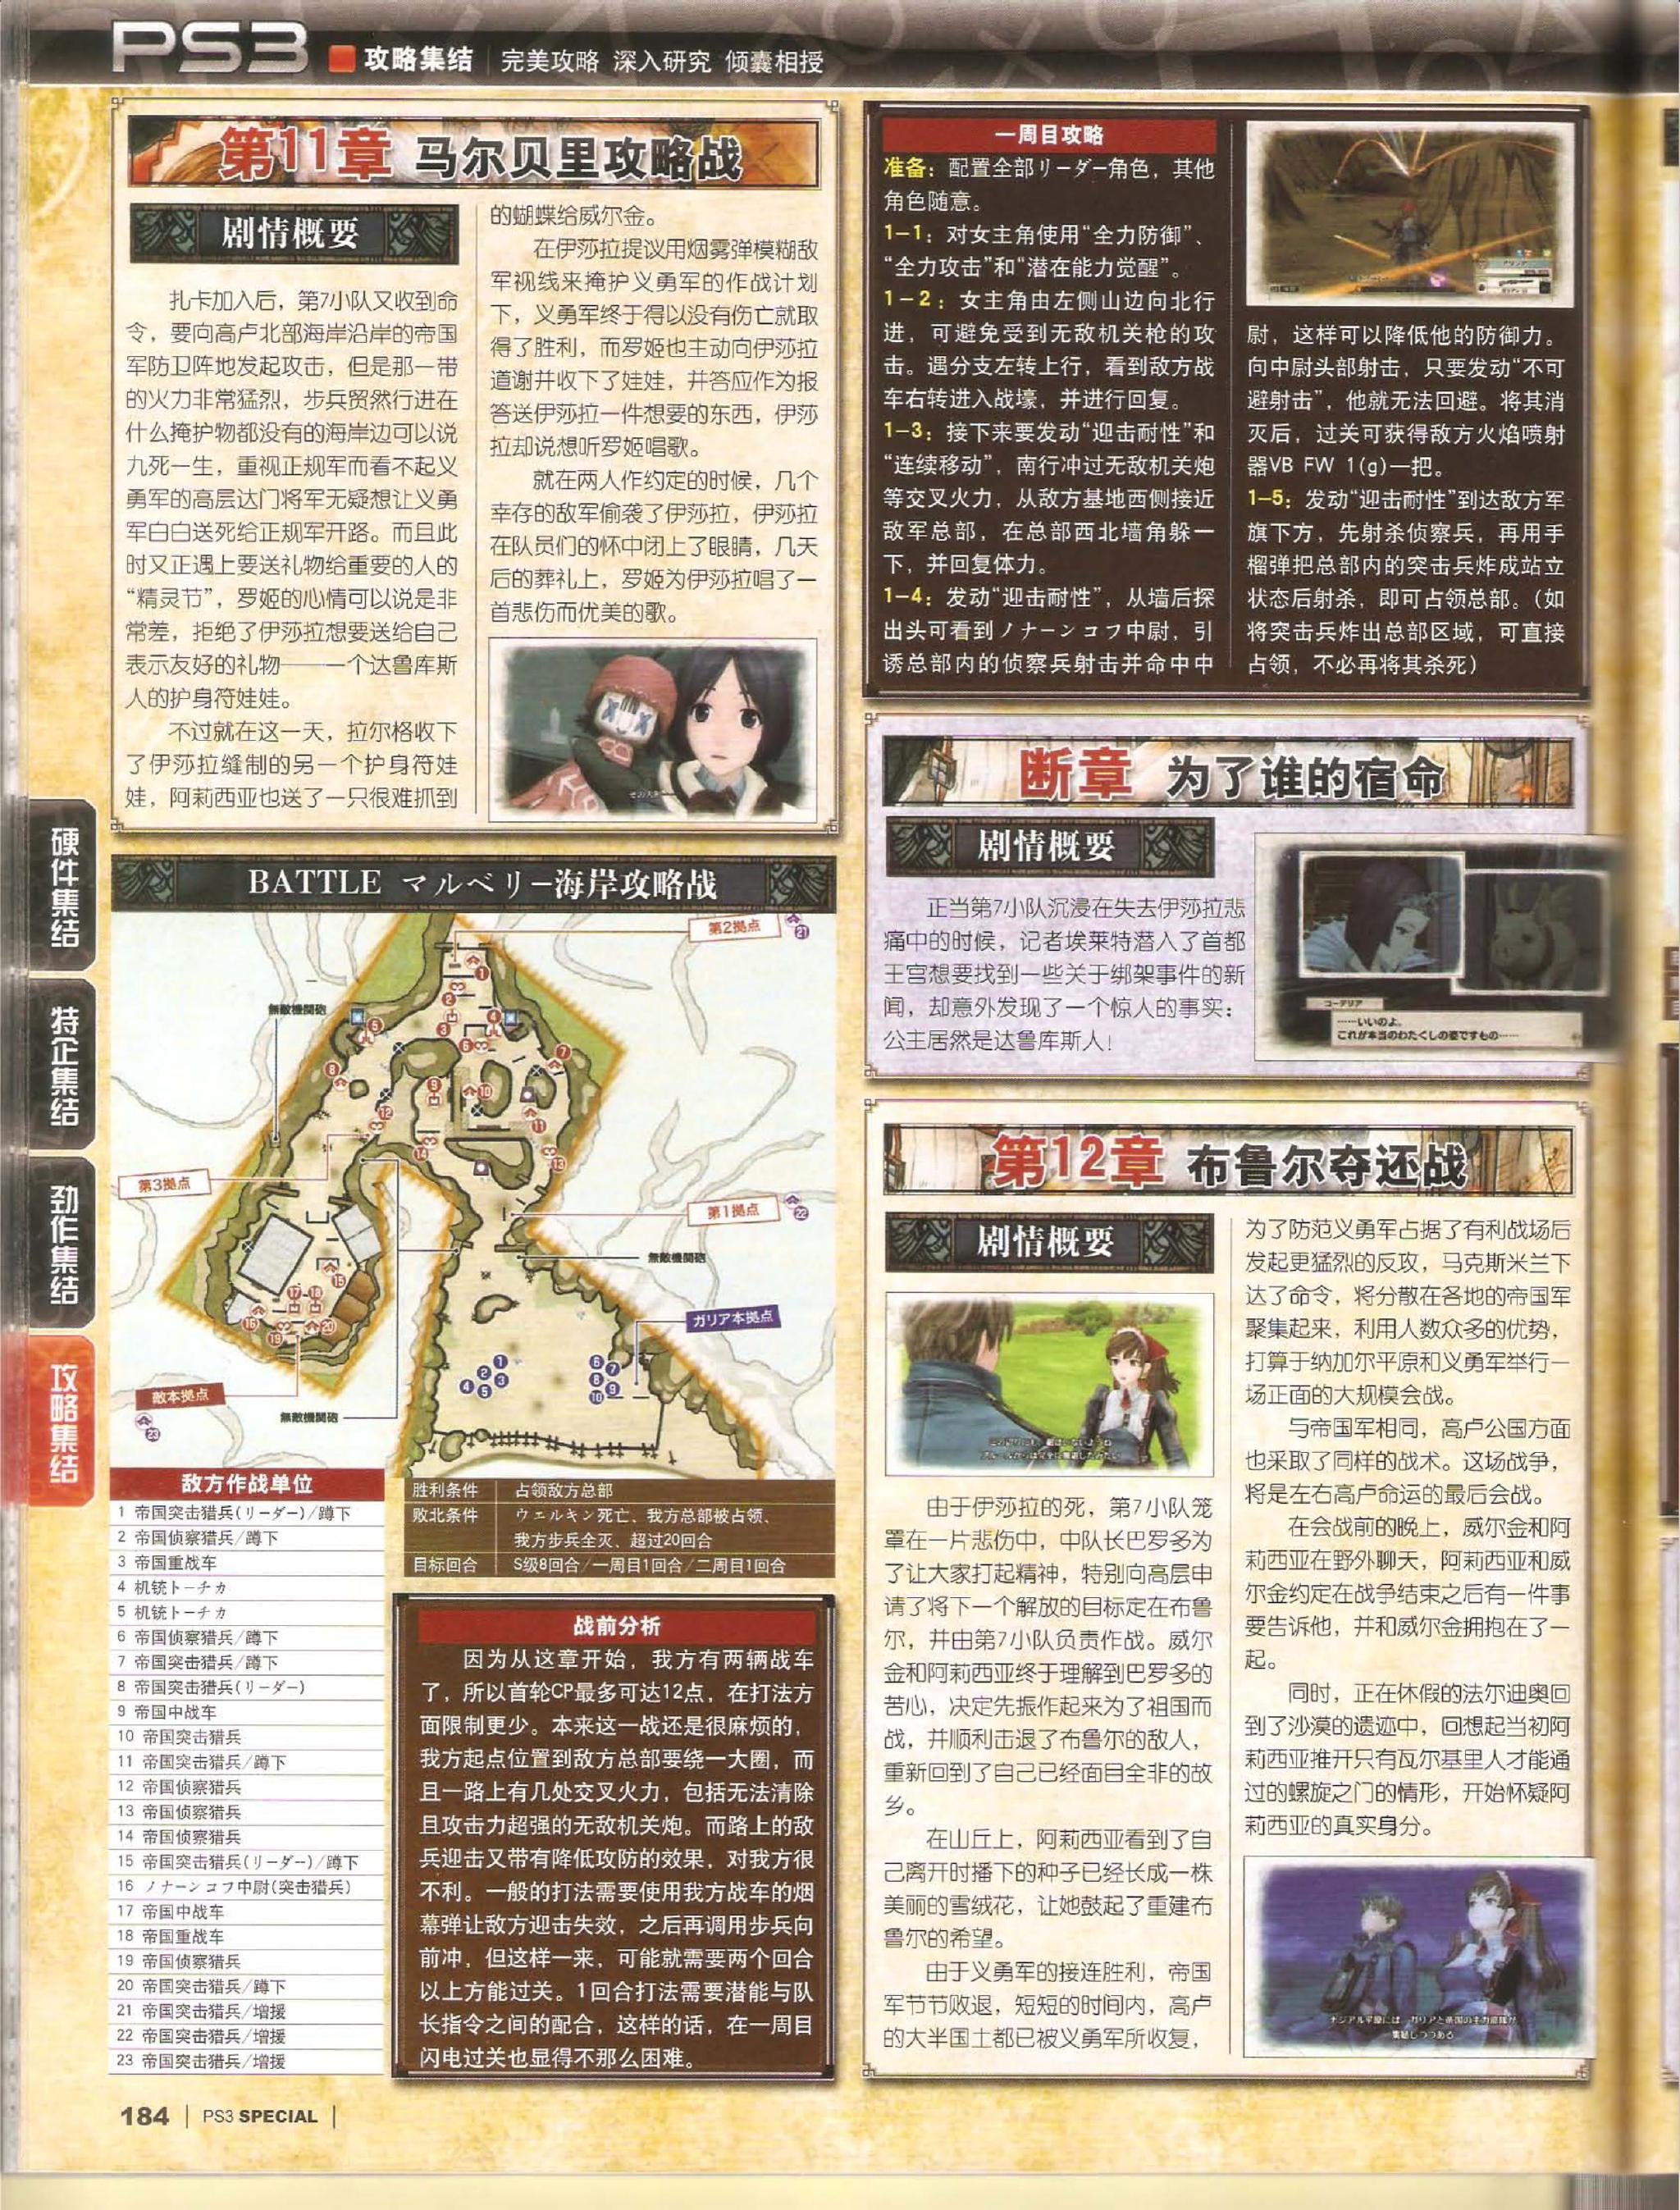 PS3 攻略集结 完美攻略 深入研究 倾囊相授
第11章 马尔贝里攻略战
剧情概要
扎卡加入后，第7小队又收到命
令，要向高卢北部海岸沿岸的帝国
军防卫阵地发起攻击，但是那一带
的火力非常猛烈，步兵贸然行进在
什么掩护物都没有的海岸边可以说
九死一生，重视正规军而看不起义
勇军的高层达门将军无疑想让义勇
军白白送死给正规军开路。而且此
时又正遇上要送礼物给重要的人的
“精灵节”，罗姬的心情可以说是非
常差，拒绝了伊莎拉想要送给自己
表示友好的礼物——一个达鲁库斯
人的护身符娃娃。
不过就在这一天，拉尔格收下
了伊莎拉缝制的另一个护身符娃
娃，阿莉西亚也送了一只很难抓到
的蝴蝶给威尔金。
在伊莎拉提议用烟雾弹模糊敌
军视线来掩护义勇军的作战计划
下，义勇军终于得以没有伤亡就取
得了胜利，而罗姬也主动向伊莎拉
道谢并收下了娃娃，并答应作为报
答送伊莎拉一件想要的东西，伊莎
拉却说想听罗姬唱歌。
就在两人作约定的时候，几个
幸存的敌军偷袭了伊莎拉，伊莎拉
在队员们的怀中闭上了眼睛，几天
后的葬礼上，罗姬为伊莎拉唱了一
首悲伤而优美的歌。
BATTLE マルベリー海岸攻略战
第2拠点
21
無敵機関砲
第3拠点
第1拠点
22
無敵機関砲
ガリア本拠点
敵本拠点
23
無敵機関砲
敌方作战单位
1 帝国突击猎兵(リーダー)/蹲下
2 帝国侦察猎兵/蹲下
3 帝国重战车
4 机铳トーチカ
5 机铳トーチカ
6 帝国侦察猎兵/蹲下
7 帝国突击猎兵/蹲下
8 帝国突击猎兵(リーダー)
9 帝国中战车
10 帝国突击猎兵
11 帝国突击猎兵/蹲下
12 帝国侦察猎兵
13 帝国侦察猎兵
14 帝国侦察猎兵
15 帝国突击猎兵(リーダー)/蹲下
16 ノナーンコフ中尉(突击猎兵)
17 帝国中战车
18 帝国重战车
19 帝国侦察猎兵
20 帝国突击猎兵/蹲下
21 帝国突击猎兵/增援
22 帝国突击猎兵/增援
23 帝国突击猎兵/增援
胜利条件 占领敌方总部
败北条件 ウェルキン死亡、我方总部被占领、
我方步兵全灭、超过20回合
目标回合 S级8回合/一周目1回合/二周目1回合
战前分析
因为从这章开始，我方有两辆战车
了，所以首轮CP最多可达12点，在打法方
面限制更少。本来这一战还是很麻烦的，
我方起点位置到敌方总部要绕一大圈，而
且一路上有几处交叉火力，包括无法清除
且攻击力超强的无敌机关炮。而路上的敌
兵迎击又带有降低攻防的效果，对我方很
不利。一般的打法需要使用我方战车的烟
幕弹让敌方迎击失效，之后再调用步兵向
前冲，但这样一来，可能就需要两个回合
以上方能过关。1回合打法需要潜能与队
长指令之间的配合，这样的话，在一周目
闪电过关也显得不那么困难。
一周目攻略
准备：配置全部リーダー角色，其他
角色随意。
1-1：对女主角使用“全力防御”、
“全力攻击”和“潜在能力觉醒”。
1-2：女主角由左侧山边向北行
进，可避免受到无敌机关枪的攻
击。遇分支左转上行，看到敌方战
车右转进入战壕，并进行回复。
1-3：接下来要发动“迎击耐性”和
“连续移动”，南行冲过无敌机关炮
等交叉火力，从敌方基地西侧接近
敌军总部，在总部西北墙角躲一
下，并回复体力。
1-4：发动“迎击耐性”，从墙后探
出头可看到ノナーンコフ中尉，引
诱总部内的侦察兵射击并命中中
尉，这样可以降低他的防御力。
向中尉头部射击，只要发动“不可
避射击”，他就无法回避。将其消
灭后，过关可获得敌方火焰喷射
器VB FW 1(g)一把。
1-5：发动“迎击耐性”到达敌方军
旗下方，先射杀侦察兵，再用手
榴弹把总部内的突击兵炸成站立
状态后射杀，即可占领总部。（如
将突击兵炸出总部区域，可直接
占领，不必再将其杀死）
断章 为了谁的宿命
剧情概要
正当第7小队沉浸在失去伊莎拉悲
痛中的时候，记者埃莱特潜入了首都
王宫想要找到一些关于绑架事件的新
闻，却意外发现了一个惊人的事实：
公主居然是达鲁库斯人！
コーデリア
……いいのよ。
これが本当のわたくしの姿ですもの……
第12章 布鲁尔夺还战
剧情概要
由于伊莎拉的死，第7小队笼
罩在一片悲伤中，中队长巴罗多为
了让大家打起精神，特别向高层申
请了将下一个解放的目标定在布鲁
尔，并由第7小队负责作战。威尔
金和阿莉西亚终于理解到巴罗多的
苦心，决定先振作起来为了祖国而
战，并顺利击退了布鲁尔的敌人，
重新回到了自己已经面目全非的故
乡。
在山丘上，阿莉西亚看到了自
己离开时播下的种子已经长成一株
美丽的雪绒花，让她鼓起了重建布
鲁尔的希望。
由于义勇军的接连胜利，帝国
军节节败退，短短的时间内，高卢
的大半国土都已被义勇军所收复，
为了防范义勇军占据了有利战场后
发起更猛烈的反攻，马克斯米兰下
达了命令，将分散在各地的帝国军
聚集起来，利用人数众多的优势，
打算于纳加尔平原和义勇军举行一
场正面的大规模会战。
与帝国军相同，高卢公国方面
也采取了同样的战术。这场战争，
将是左右高卢命运的最后会战。
在会战前的晚上，威尔金和阿
莉西亚在野外聊天，阿莉西亚和威
尔金约定在战争结束之后有一件事
要告诉他，并和威尔金拥抱在了一
起。
同时，正在休假的法尔迪奥回
到了沙漠的遗迹中，回想起当初阿
莉西亚推开只有瓦尔基里人才能通
过的螺旋之门的情形，开始怀疑阿
莉西亚的真实身分。
ナジアル平原には、ガリアと帝国の主力部隊が
集結しつつある
硬件集结
特企集结
劲作集结
攻略集结
184 | PS3 SPECIAL |